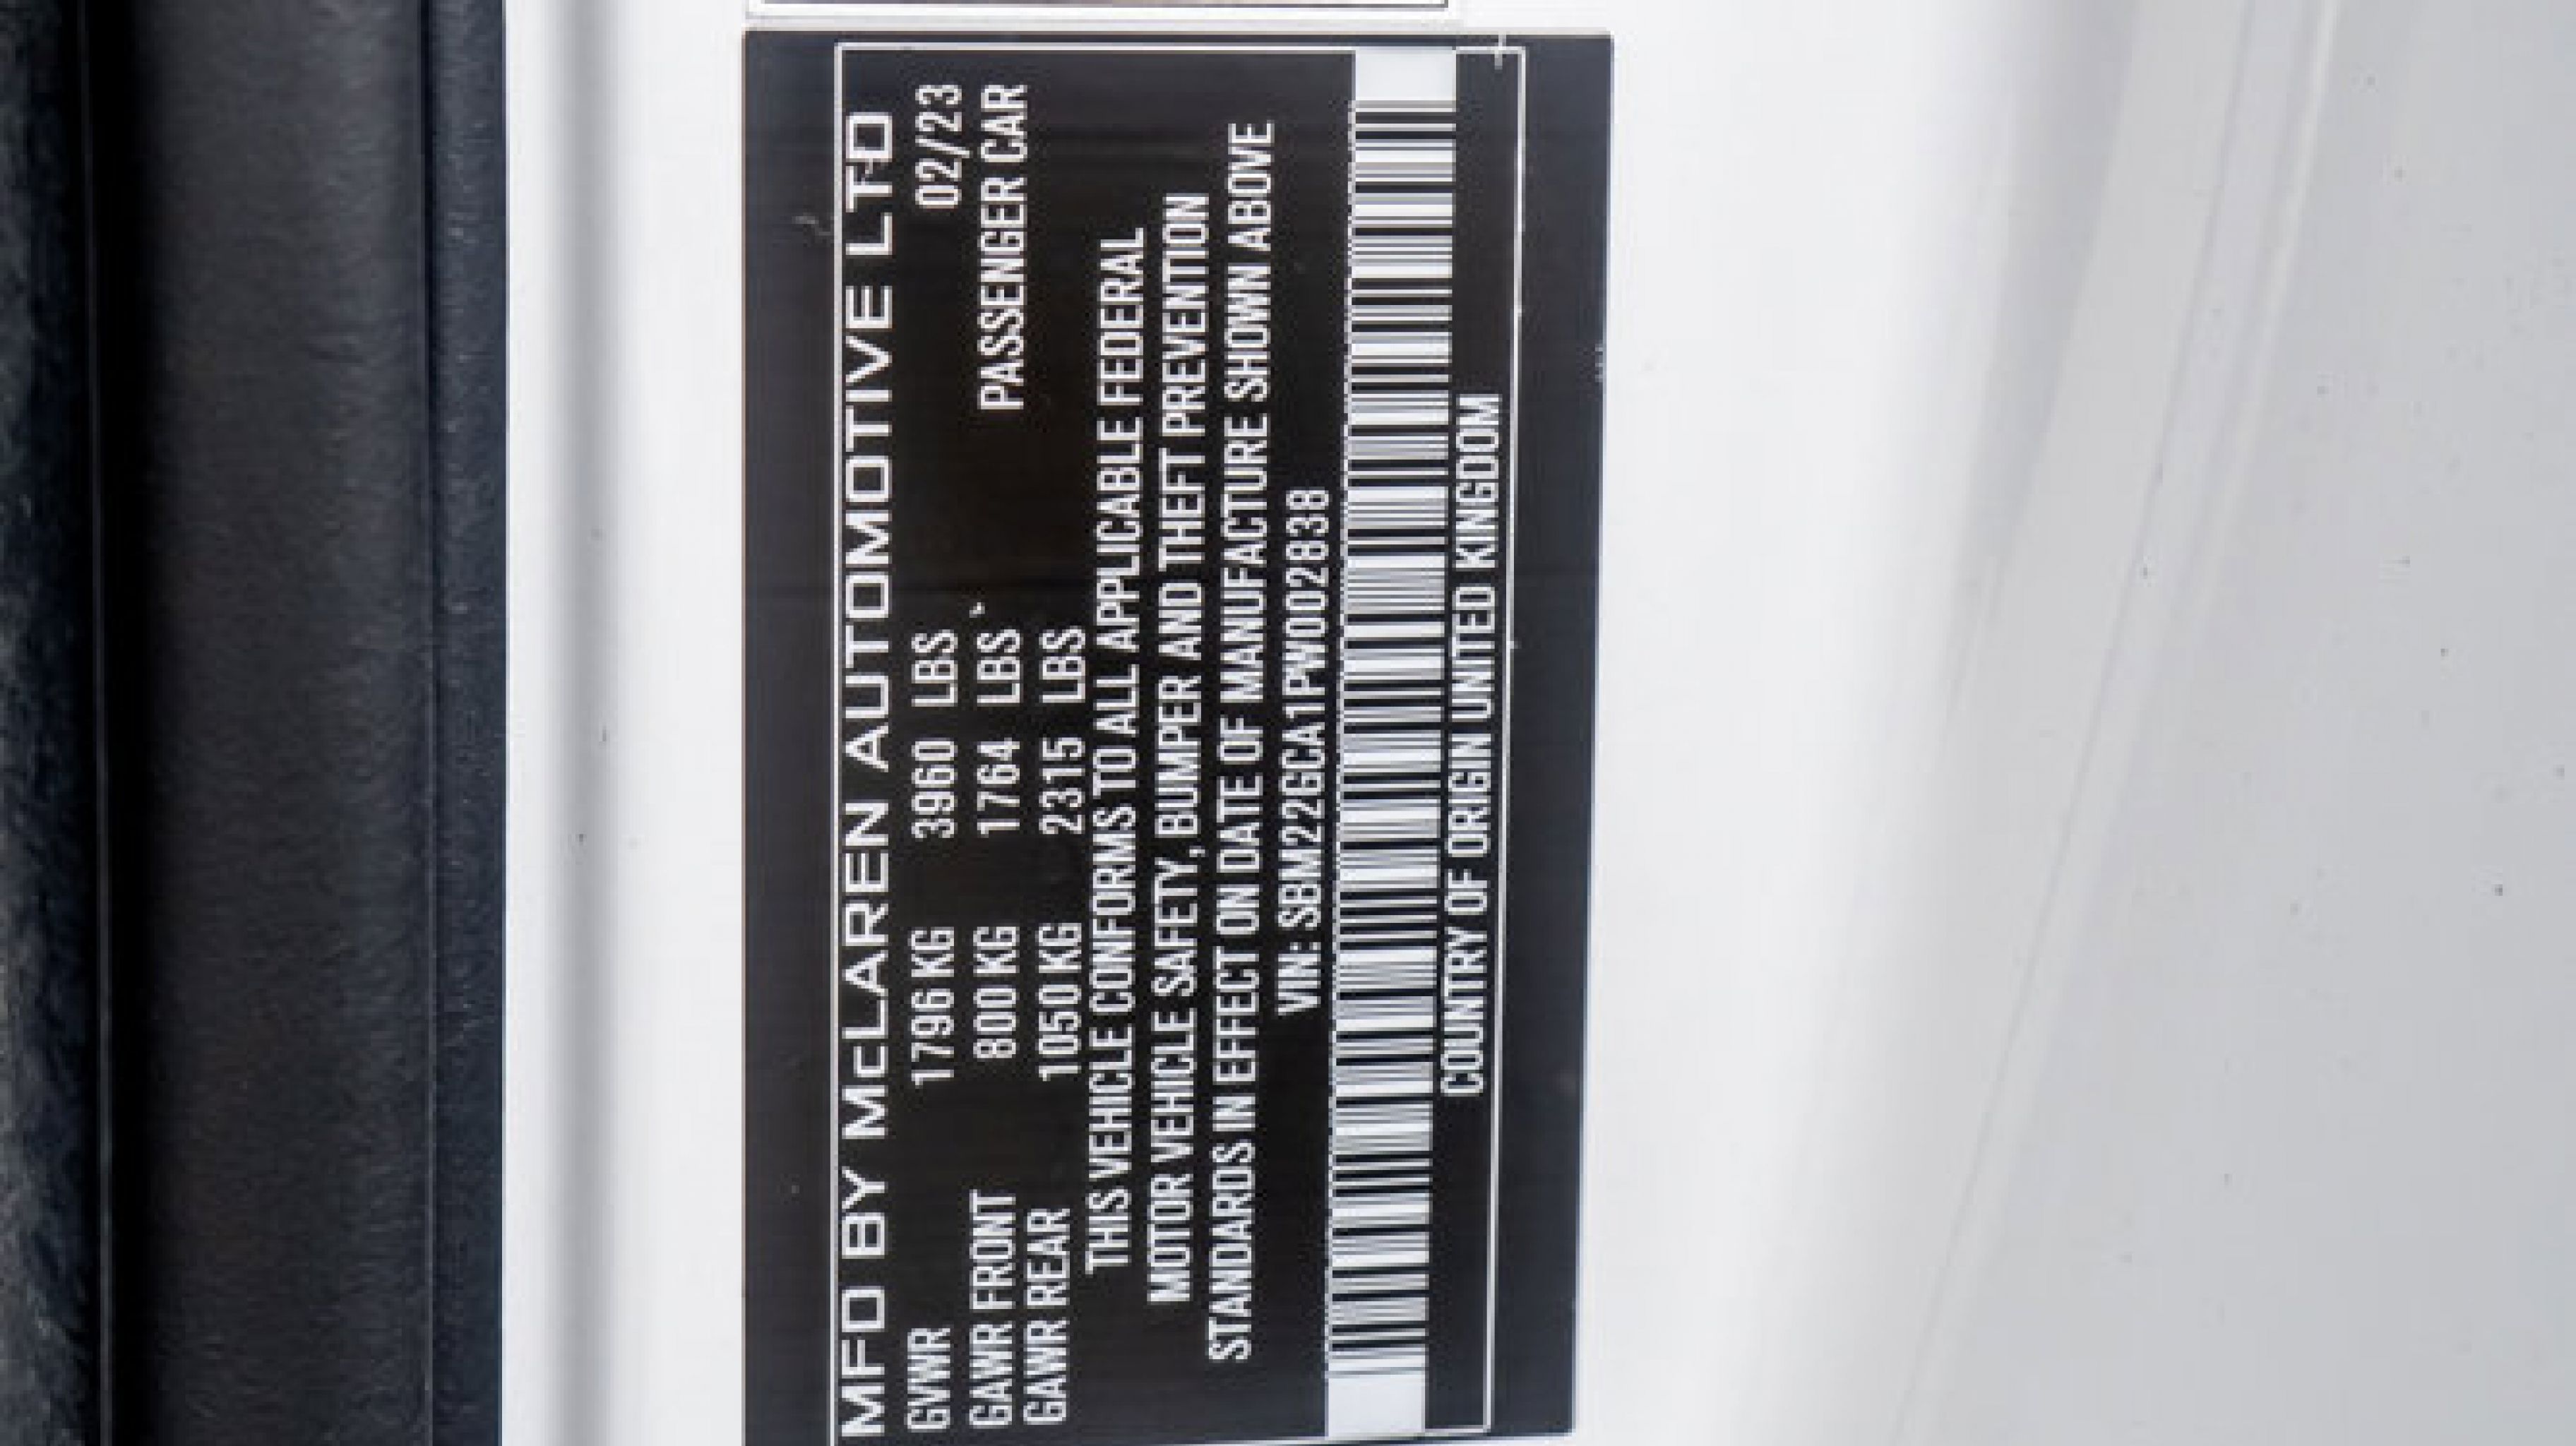 MFD BY McLAREN AUTOMOTIVE LTD
GVWR 1796 KG 3960 LBS 02/23
GAWR FRONT 800 KG 1764 LBS PASSENGER CAR
GAWR REAR 1050 KG 2315 LBS
THIS VEHICLE CONFORMS TO ALL APPLICABLE FEDERAL
MOTOR VEHICLE SAFETY, BUMPER AND THEFT PREVENTION
STANDARDS IN EFFECT ON DATE OF MANUFACTURE SHOWN ABOVE
VIN: SBM22GCA1PW002838
COUNTRY OF ORIGIN UNITED KINGDOM